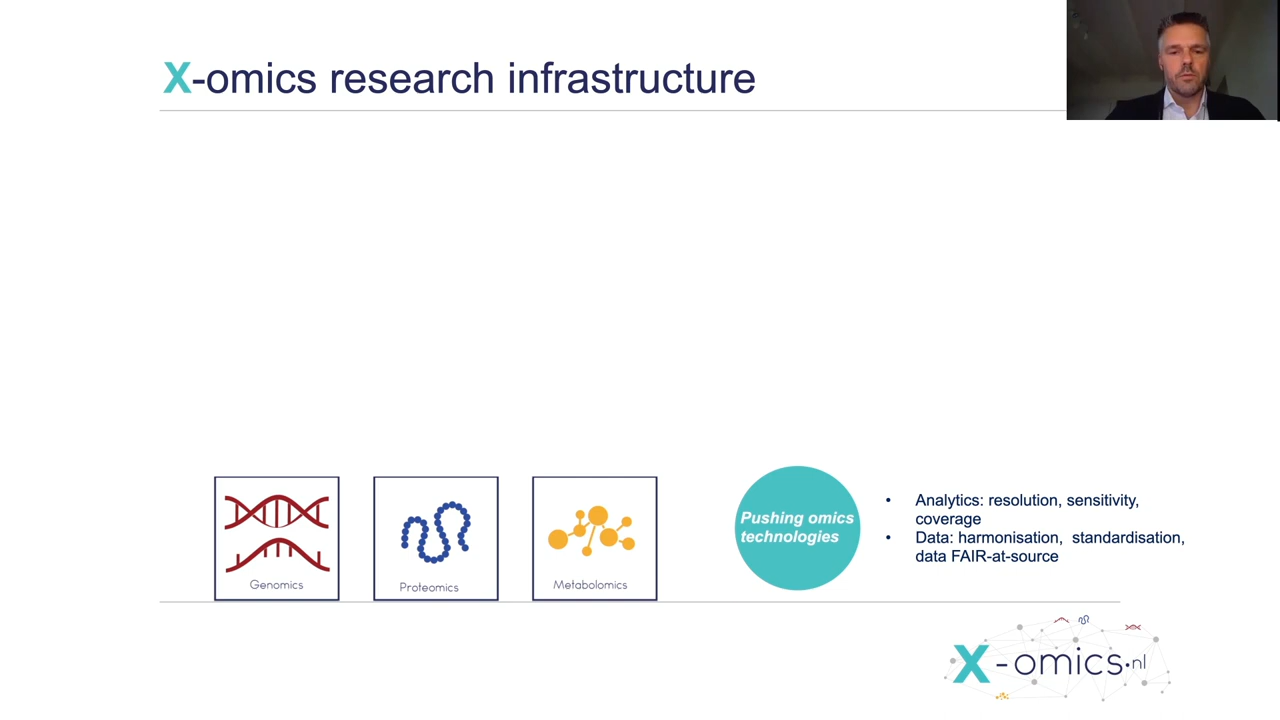 X-omics research infrastructure
Genomics
Proteomics
Metabolomics
Pushing omics
technologies
• Analytics: resolution, sensitivity,
coverage
• Data: harmonisation, standardisation,
data FAIR-at-source
X-omics.nl